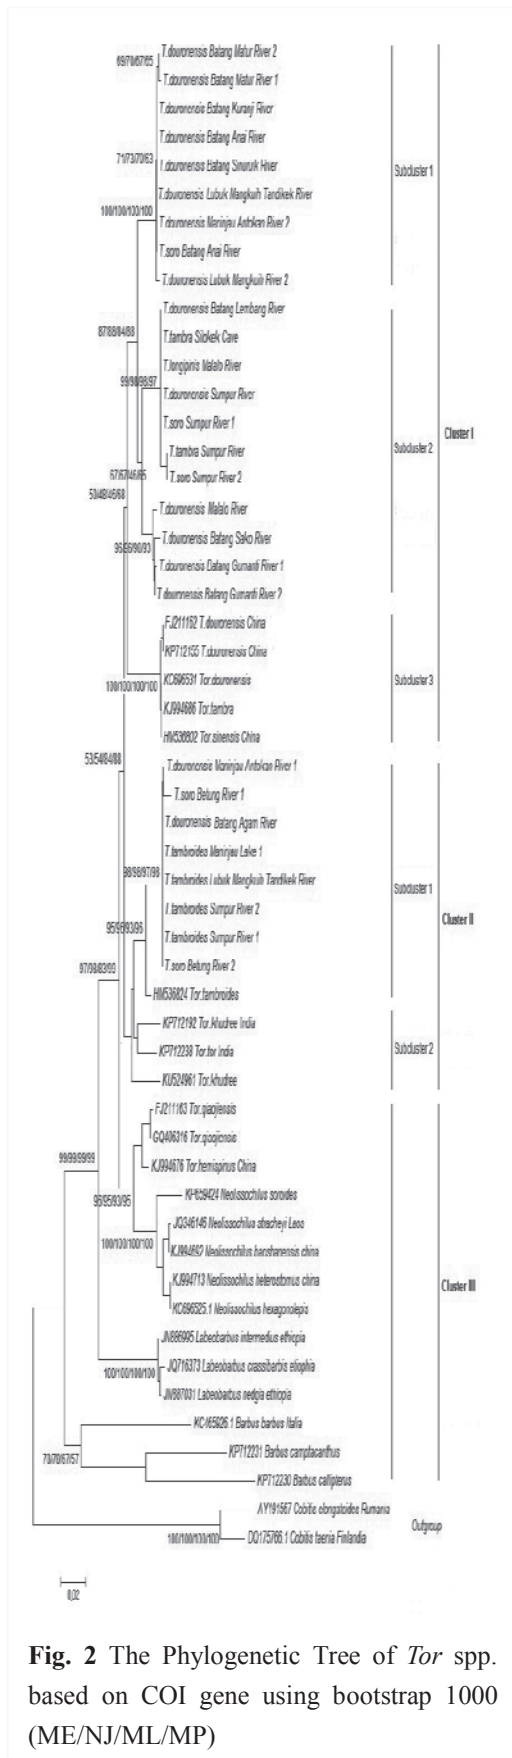 69/70/67/65
T.douronensis Batang Matur River 2
T.douronensis Batang Matur River 1
T.douronensis Batang Kuranji River
T.douronensis Batang Anai River
71/73/70/63
T.douronensis Batang Sinuruik River
T.douronensis Lubuk Mangkuih Tandikek River
100/100/100/100
T.douronensis Maninjau Antokan River 2
T.soro Batang Anai River
T.douronensis Lubuk Mangkuih River 2
Subcluster 1
T.douronensis Batang Lembang River
87/88/84/88
T.tambra Silokek Cave
T.longipinis Malalo River
99/98/98/97
T.douronensis Sumpur River
T.soro Sumpur River 1
T.tambra Sumpur River
T.soro Sumpur River 2
Subcluster 2
Cluster I
67/67/46/65
53/48/46/68
T.douronensis Malalo River
T.douronensis Batang Sako River
96/96/90/93
T.douronensis Batang Gumanti River 1
T.douronensis Batang Gumanti River 2
FJ211162 T.douronensis China
KP712155 T.douronensis China
KC696531 Tor.douronensis
100/100/100/100
KJ994686 Tor.tambra
HM536802 Tor.sinensis China
Subcluster 3
53/54/84/88
T.douronensis Maninjau Antokan River 1
T.soro Betung River 1
T.douronensis Batang Agam River
T.tambroides Maninjau Lake 1
98/98/97/98
T.tambroides Lubuk Mangkuih Tandikek River
T.tambroides Sumpur River 2
T.tambroides Sumpur River 1
95/96/93/96
T.soro Betung River 2
Subcluster 1
Cluster II
97/98/83/99
HM536824 Tor.tambroides
KP712192 Tor.khudree India
KP712238 Tor.tor India
KU524961 Tor.khudree
Subcluster 2
FJ211163 Tor.qiaojiensis
GQ406316 Tor.qiaojiensis
99/99/99/99
KJ994676 Tor.hemispinus China
96/95/93/95
KP659424 Neolissochilus soroides
JQ346146 Neolissochilus stracheyi Laos
100/100/100/100
KJ994682 Neolissochilus baoshanensis china
KJ994713 Neolissochilus heterostomus china
KC696525.1 Neolissochilus hexagonolepis
Cluster III
JN886995 Labeobarbus intermedius ethiopia
100/100/100/100
JQ716373 Labeobarbus crassibarbis etiophia
JN887031 Labeobarbus nedgia ethiopia
KC465926.1 Barbus barbus Italia
70/70/67/57
KP712231 Barbus camptacanthus
KP712230 Barbus callipterus
AY191567 Cobitis elongatoides Rumania
100/100/100/100
DQ175766.1 Cobitis taenia Finlandia
Outgroup
0,02
Fig. 2 The Phylogenetic Tree of Tor spp.
based on COI gene using bootstrap 1000
(ME/NJ/ML/MP)